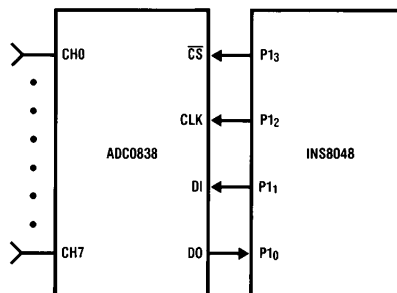 CH0 CS P1₃
CLK P1₂
ADC0838 INS8048
DI P1₁
CH7 DO P1₀